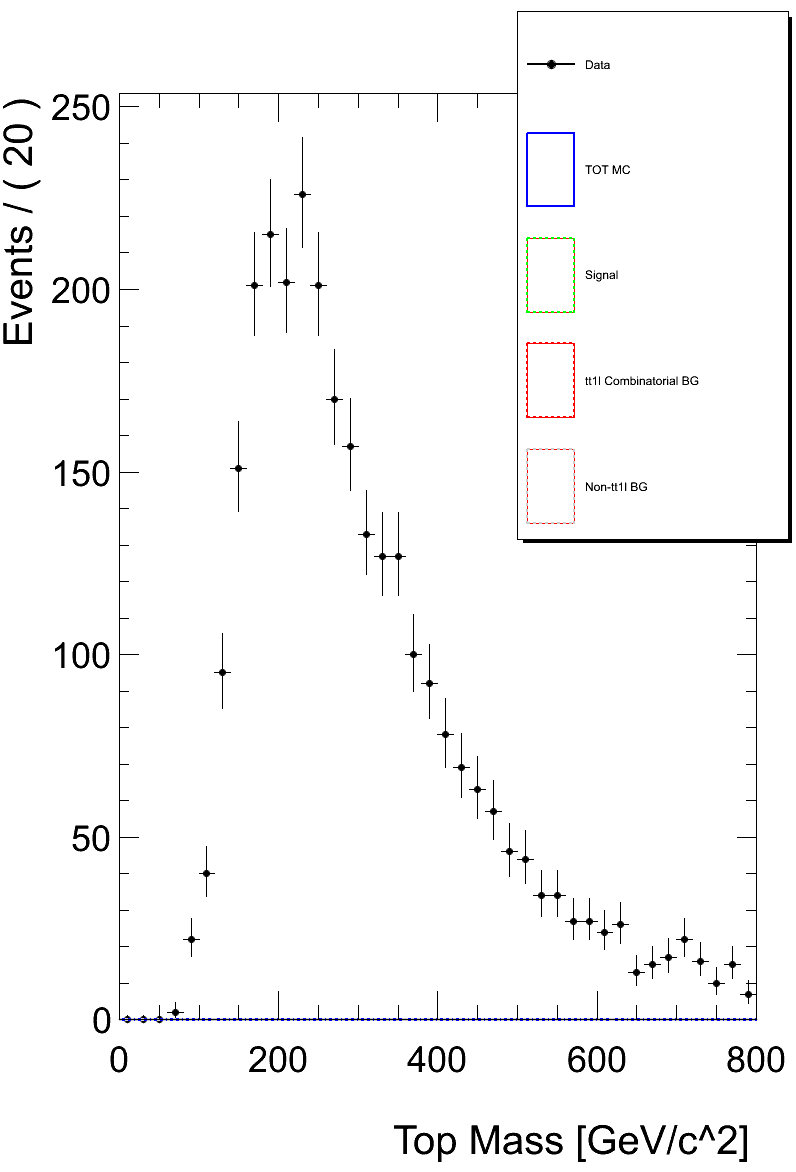 Data
TOT MC
Signal
tt1l Combinatorial BG
Non-tt1l BG
Events / ( 20 )
250
200
150
100
50
0
0 200 400 600 800
Top Mass [GeV/c^2]